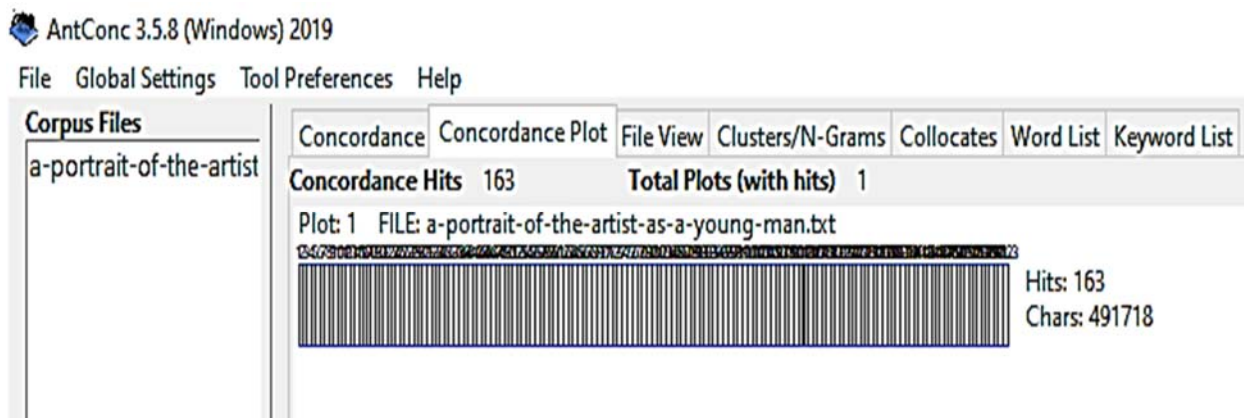 AntConc 3.5.8 (Windows) 2019
File Global Settings Tool Preferences Help
Corpus Files
a-portrait-of-the-artist
Concordance Concordance Plot File View Clusters/N-Grams Collocates Word List Keyword List
Concordance Hits 163 Total Plots (with hits) 1
Plot: 1 FILE: a-portrait-of-the-artist-as-a-young-man.txt
Hits: 163
Chars: 491718